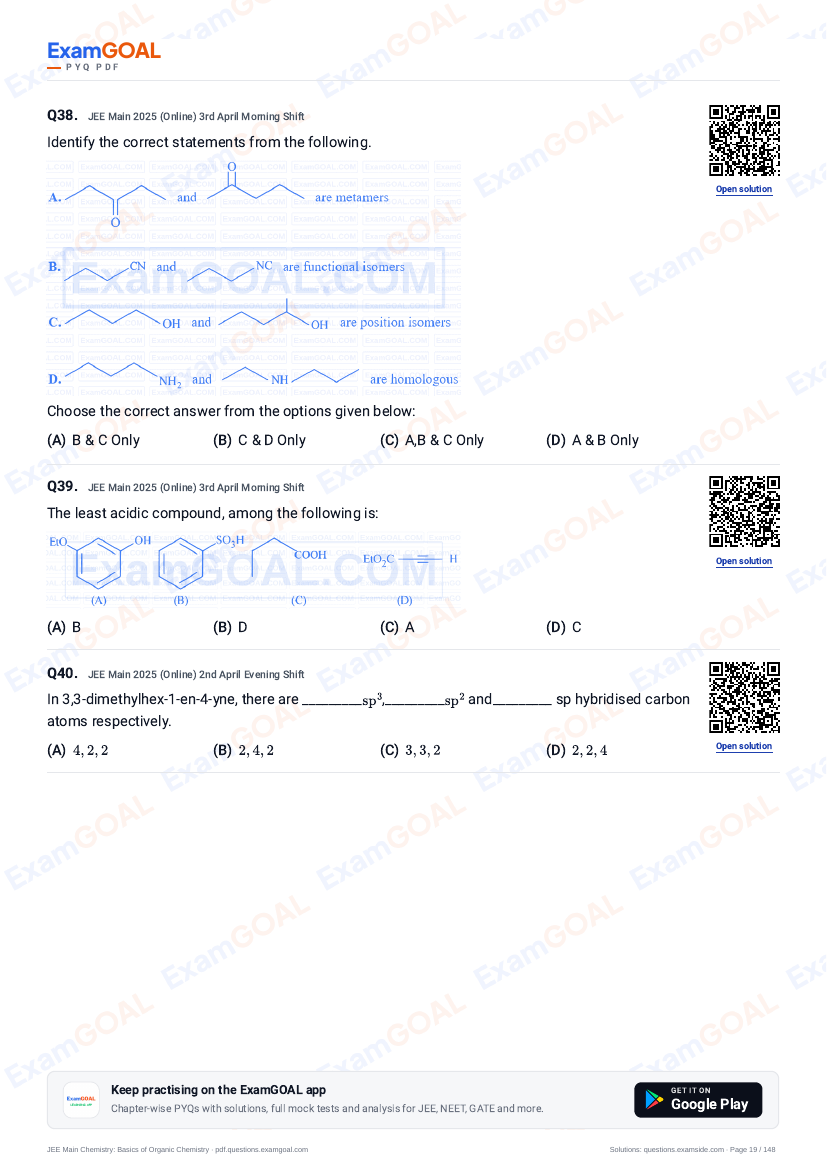 ExamGOAL
PYQ PDF
Q38. JEE Main 2025 (Online) 3rd April Morning Shift
Identify the correct statements from the following.
Open solution
O
A. and are metamers
O
B. CN and NC are functional isomers
ExamGOAL.COM
C. OH and OH are position isomers
D. NH2 and NH are homologous
Choose the correct answer from the options given below:
(A) B & C Only (B) C & D Only (C) A,B & C Only (D) A & B Only
Q39. JEE Main 2025 (Online) 3rd April Morning Shift
The least acidic compound, among the following is:
Open solution
EtO OH SO3H COOH EtO2C H
ExamGOAL.COM
(A) (B) (C) (D)
(A) B (B) D (C) A (D) C
Q40. JEE Main 2025 (Online) 2nd April Evening Shift
In 3,3-dimethylhex-1-en-4-yne, there are ________sp³,________sp² and________ sp hybridised carbon
atoms respectively.
Open solution
(A) 4, 2, 2 (B) 2, 4, 2 (C) 3, 3, 2 (D) 2, 2, 4
Keep practising on the ExamGOAL app
Chapter-wise PYQs with solutions, full mock tests and analysis for JEE, NEET, GATE and more.
GET IT ON
Google Play
JEE Main Chemistry: Basics of Organic Chemistry · pdf.questions.examgoal.com Solutions: questions.examside.com · Page 19 / 148